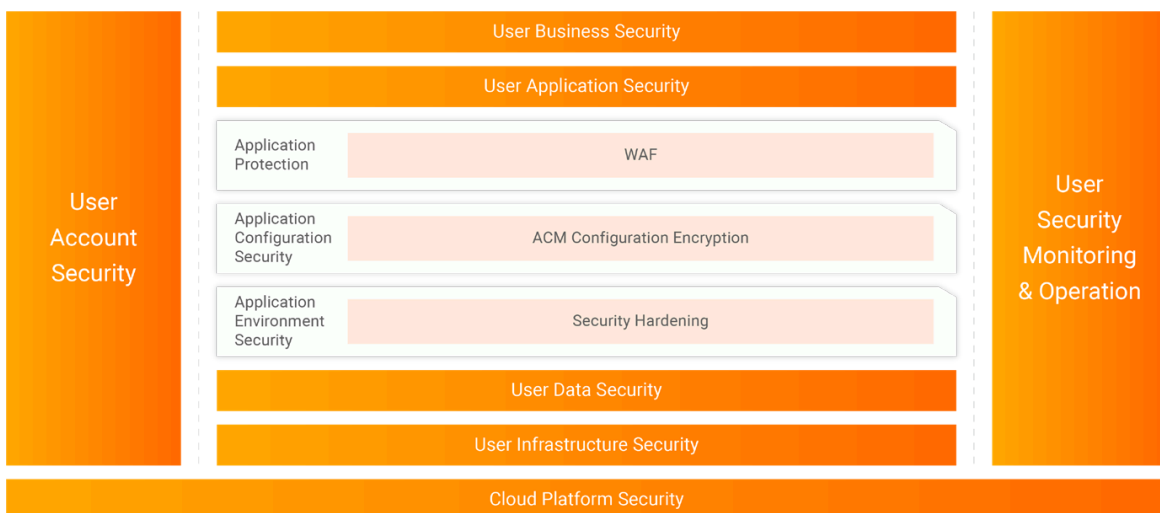 User
Account
Security
User Business Security
User Application Security
Application
Protection
WAF
Application
Configuration
Security
ACM Configuration Encryption
Application
Environment
Security
Security Hardening
User Data Security
User Infrastructure Security
User
Security
Monitoring
& Operation
Cloud Platform Security